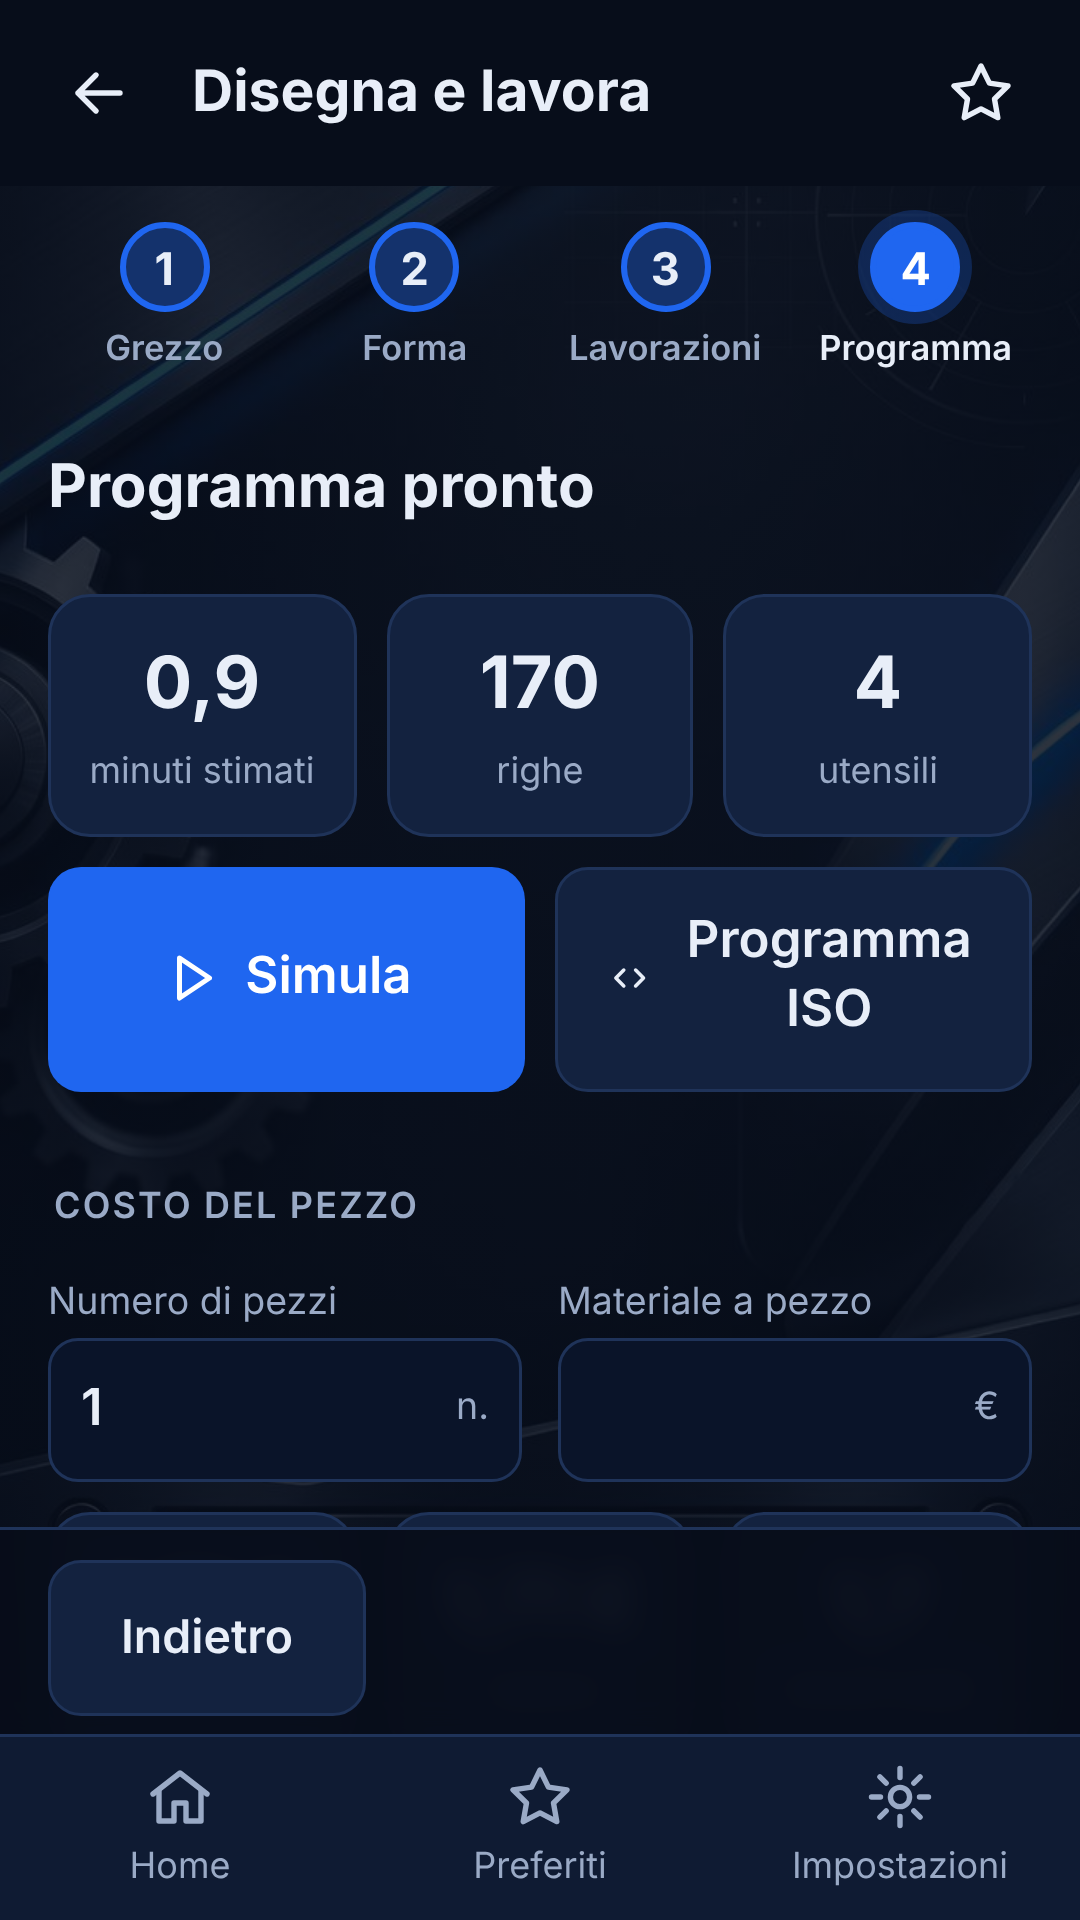 Disegna e lavora
1 2 3 4
Grezzo Forma Lavorazioni Programma
Programma pronto
0,9 170 4
minuti stimati righe utensili
Simula
Programma
ISO
COSTO DEL PEZZO
Numero di pezzi Materiale a pezzo
1 n. €
Indietro
Home Preferiti Impostazioni